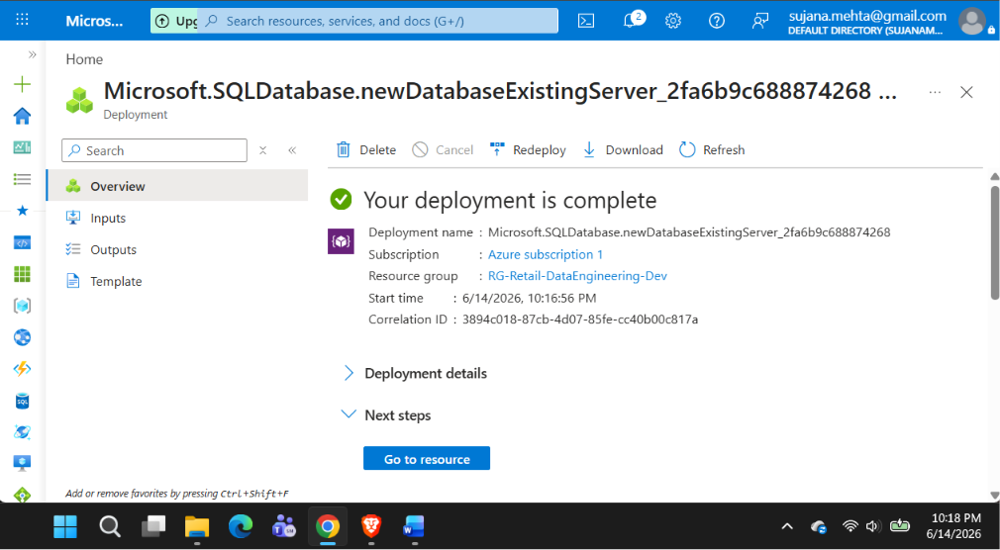 Micros...
Upg
Search resources, services, and docs (G+/)
2
sujana.mehta@gmail.com
DEFAULT DIRECTORY (SUJANAM...
Home
Microsoft.SQLDatabase.newDatabaseExistingServer_2fa6b9c688874268 ...
Deployment
Search
Delete
Cancel
Redeploy
Download
Refresh
Overview
Inputs
Outputs
Template
Your deployment is complete
Deployment name : Microsoft.SQLDatabase.newDatabaseExistingServer_2fa6b9c688874268
Subscription : Azure subscription 1
Resource group : RG-Retail-DataEngineering-Dev
Start time : 6/14/2026, 10:16:56 PM
Correlation ID : 3894c018-87cb-4d07-85fe-cc40b00c817a
Deployment details
Next steps
Go to resource
SQL
Add or remove favorites by pressing Ctrl+Shift+F
10:18 PM
6/14/2026